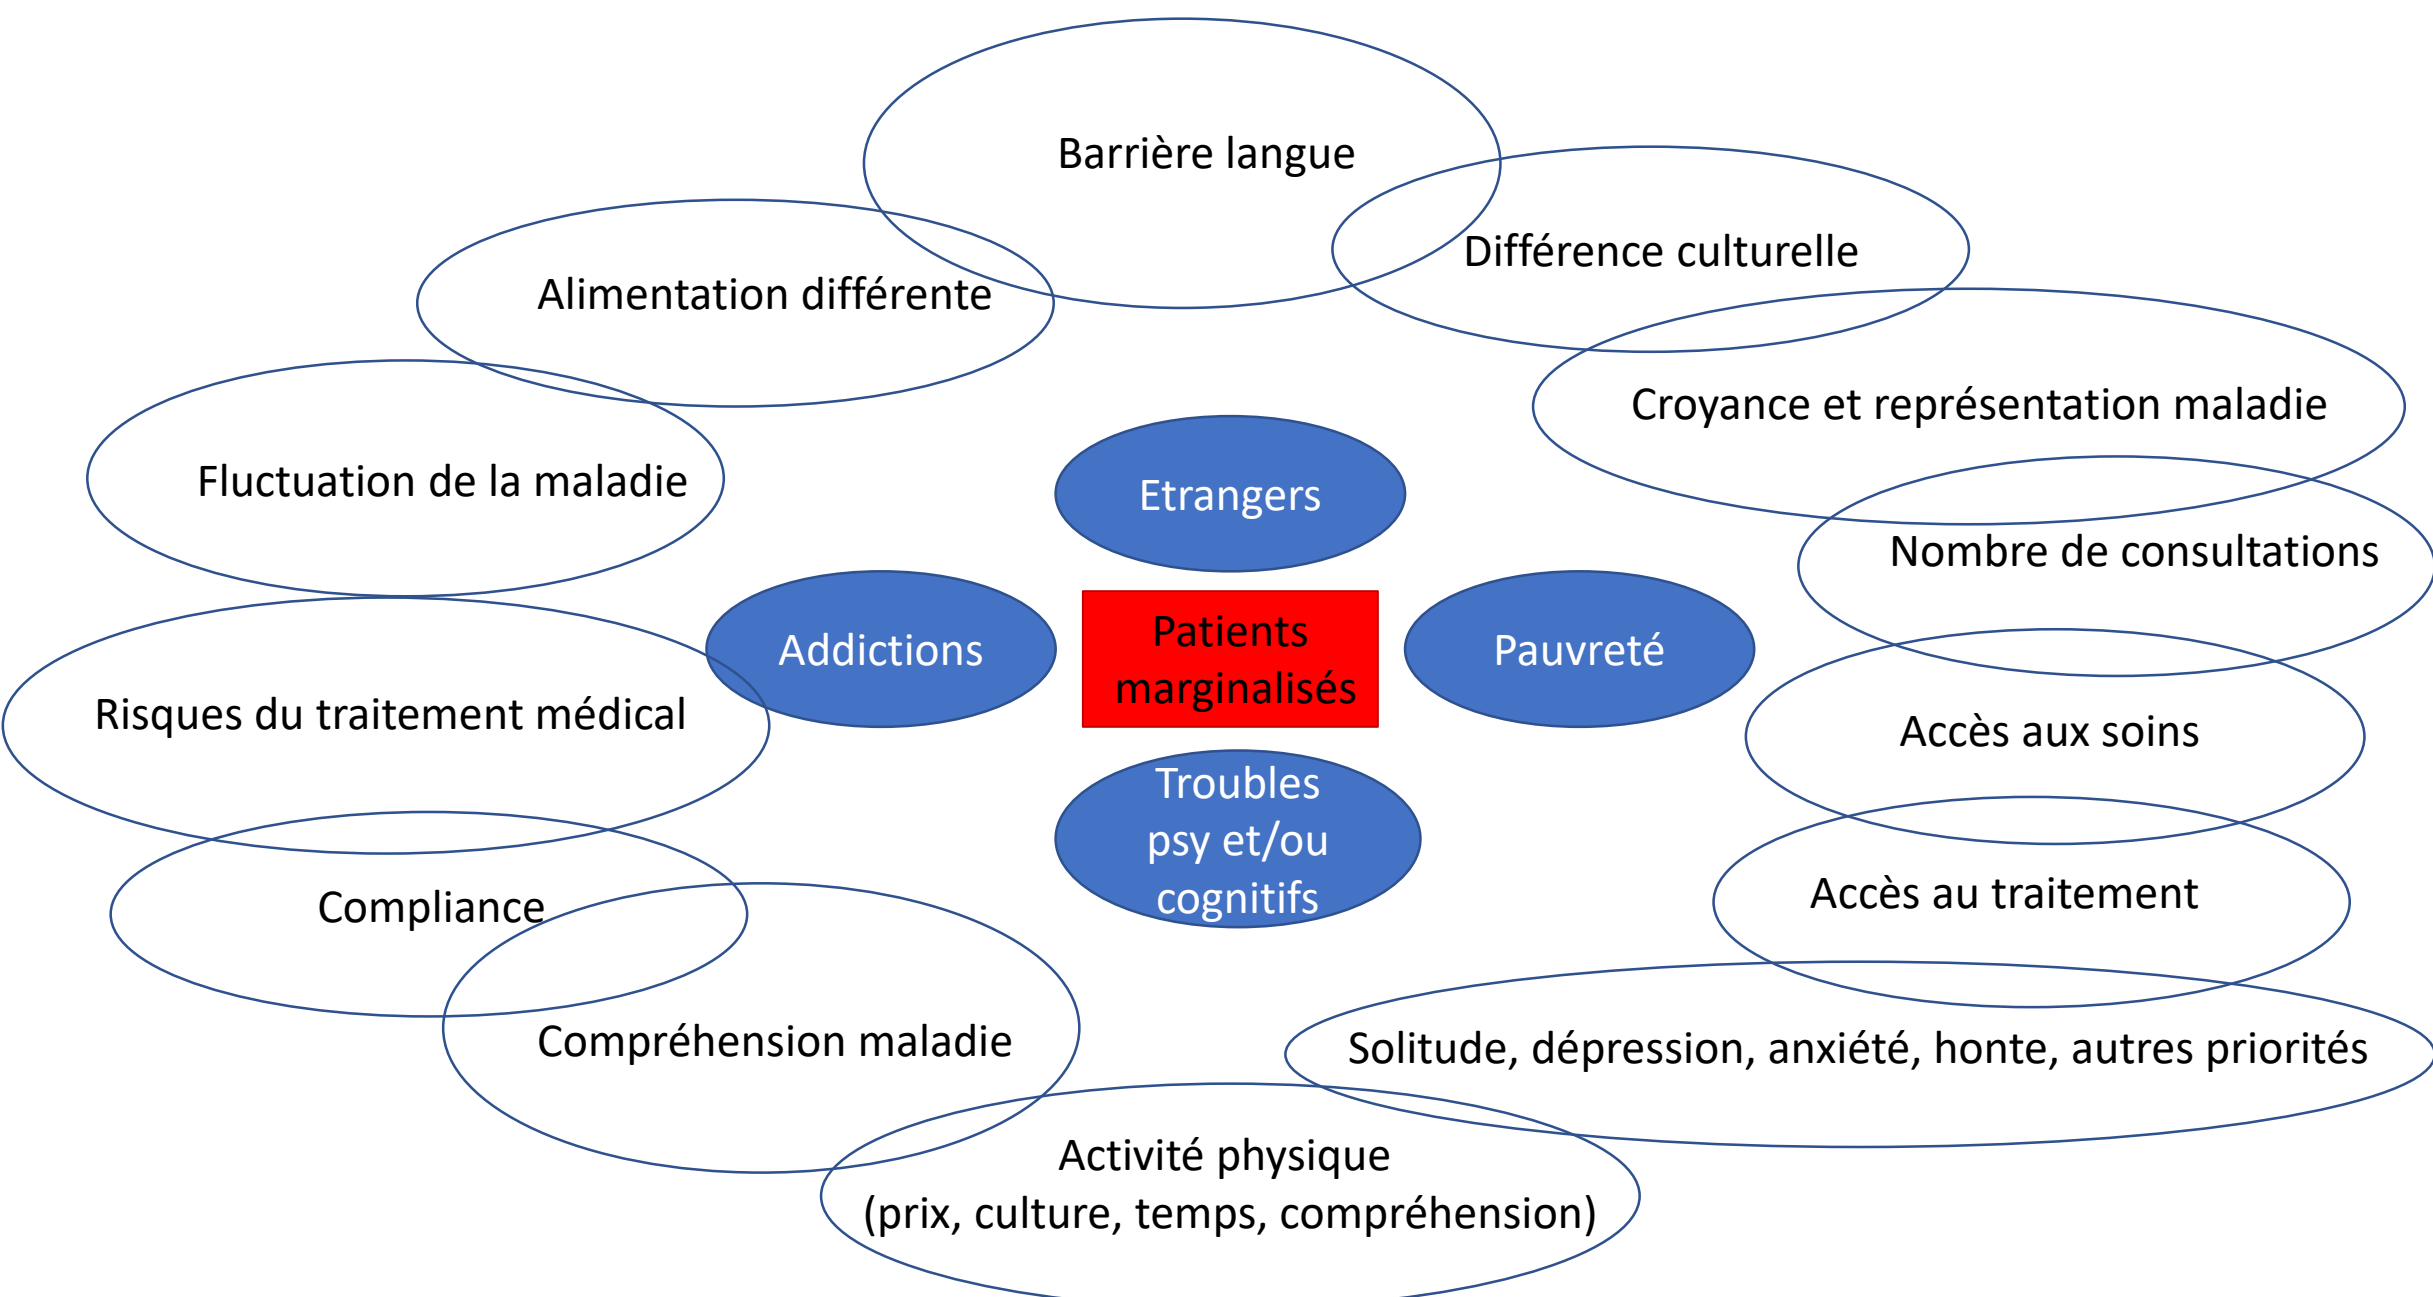 Barrière langue
Différence culturelle
Alimentation différente
Croyance et représentation maladie
Fluctuation de la maladie
Etrangers
Nombre de consultations
Addictions
Patients
marginalisés
Pauvreté
Risques du traitement médical
Accès aux soins
Troubles
psy et/ou
cognitifs
Accès au traitement
Compliance
Compréhension maladie
Solitude, dépression, anxiété, honte, autres priorités
Activité physique
(prix, culture, temps, compréhension)